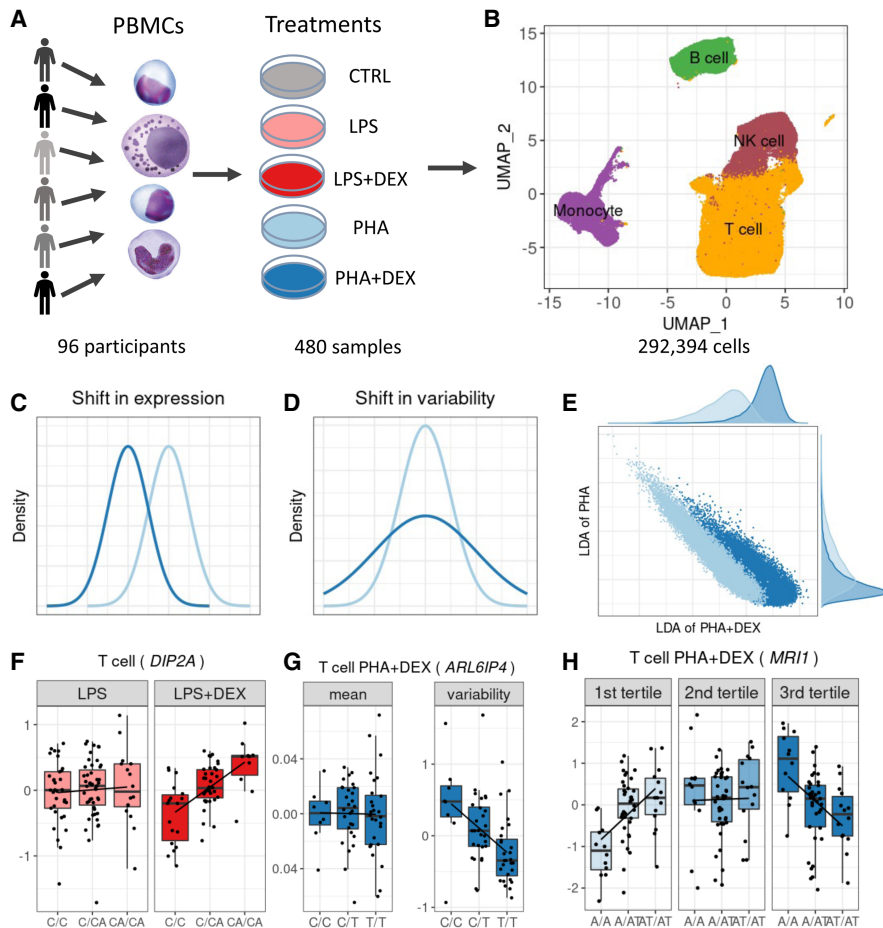 A
PBMCs
Treatments
CTRL
LPS
LPS+DEX
PHA
PHA+DEX
96 participants
480 samples
B
UMAP_2
15
10
5
0
-5
B cell
NK cell
Monocyte
T cell
-15 -10 -5 0 5 10
UMAP_1
292,394 cells
C
Shift in expression
Density
D
Shift in variability
Density
E
LDA of PHA
LDA of PHA+DEX
F
T cell ( DIP2A )
LPS LPS+DEX
1
0
-1
C/C C/CA CA/CA C/C C/CA CA/CA
G
T cell PHA+DEX ( ARL6IP4 )
mean variability
0.04
0.00
0.04
1
0
-1
C/C C/T T/T C/C C/T T/T
H
T cell PHA+DEX ( MRI1 )
1st tertile 2nd tertile 3rd tertile
2
1
0
-1
-2
A/A A/AT AT/AT A/A A/AT AT/AT A/A A/AT AT/AT